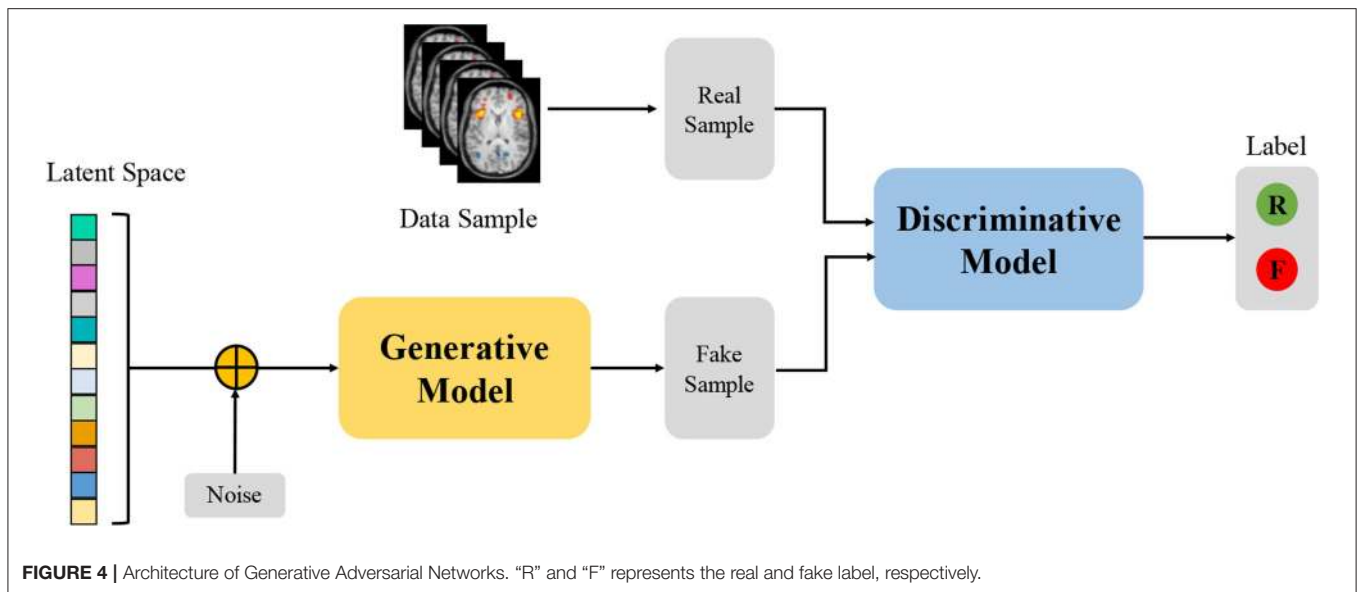 Real
Sample
Label
Latent Space
Data Sample
R
Discriminative
Model
F
Generative
Model
Fake
Sample
Noise
FIGURE 4 | Architecture of Generative Adversarial Networks. “R” and “F” represents the real and fake label, respectively.